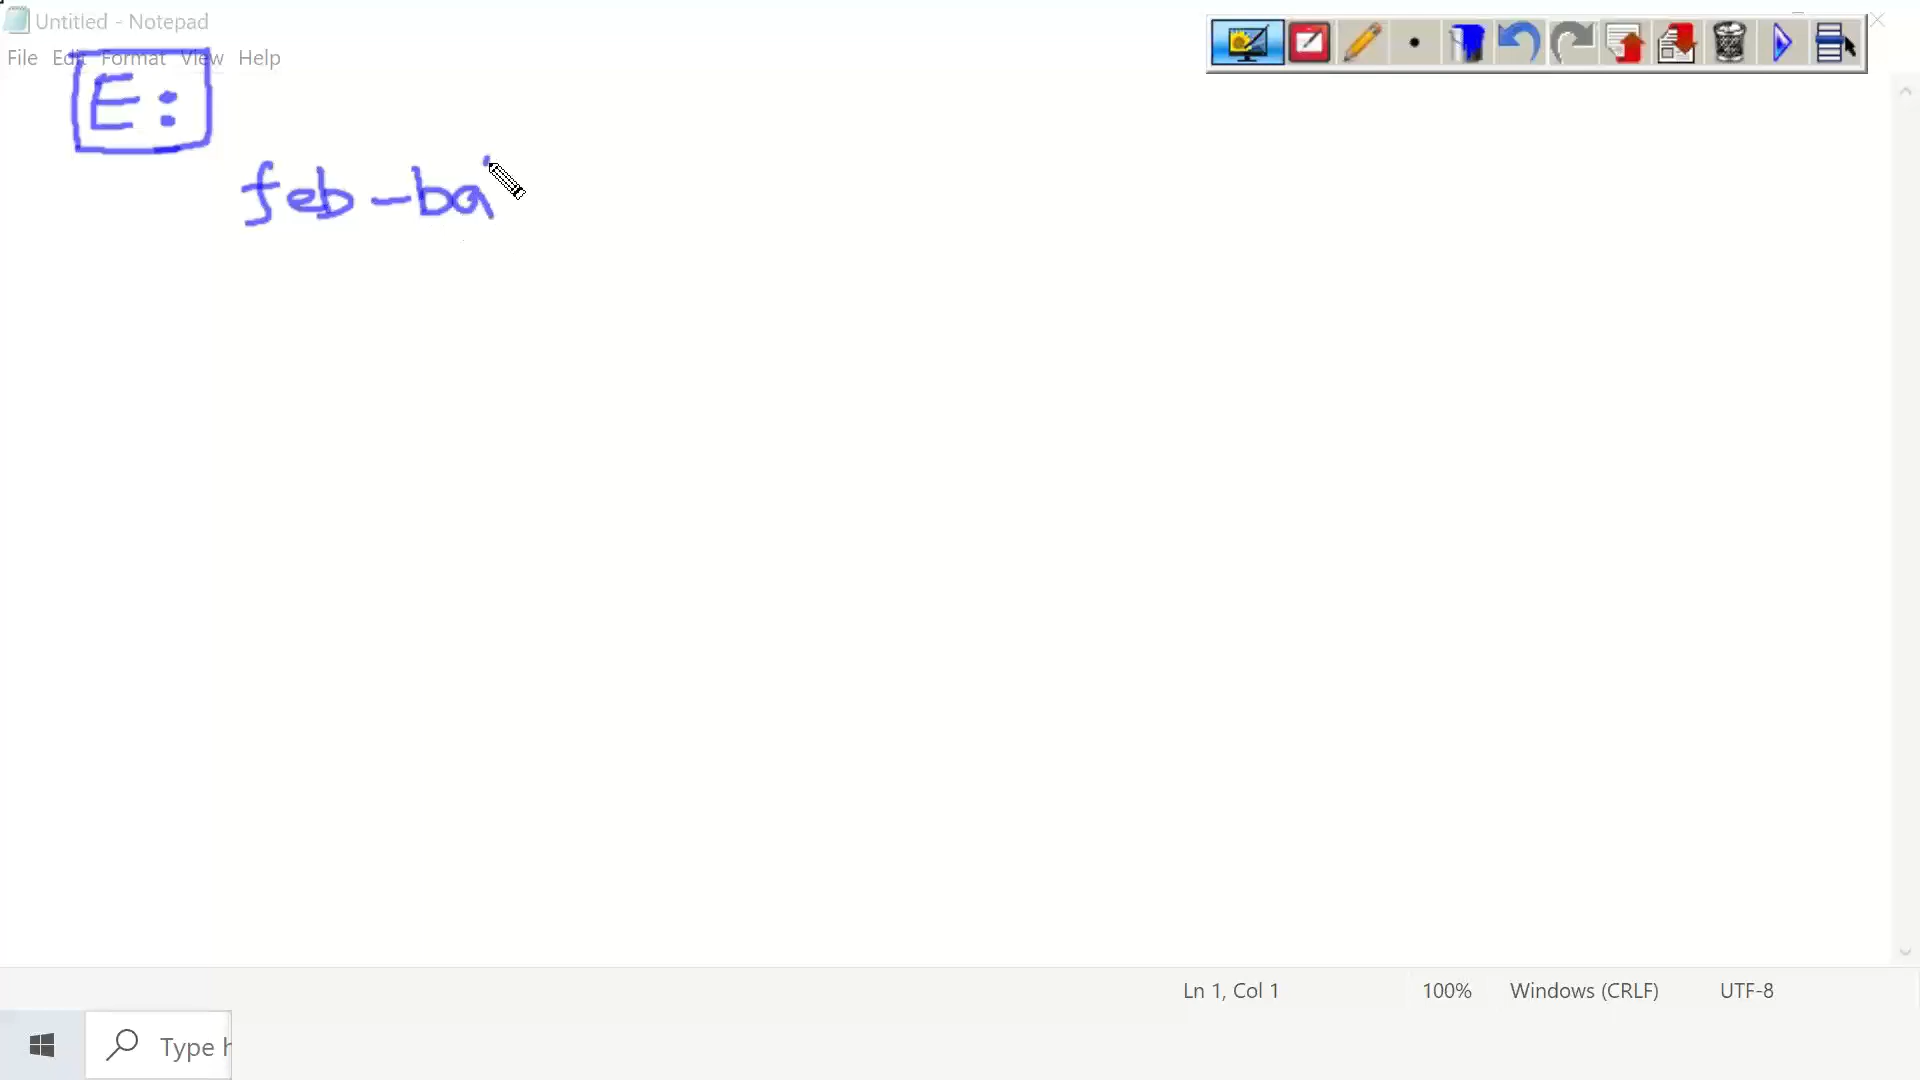 Untitled - Notepad
File Edit Format View Help
E:
feb-ba
Ln 1, Col 1 100% Windows (CRLF) UTF-8
Type h